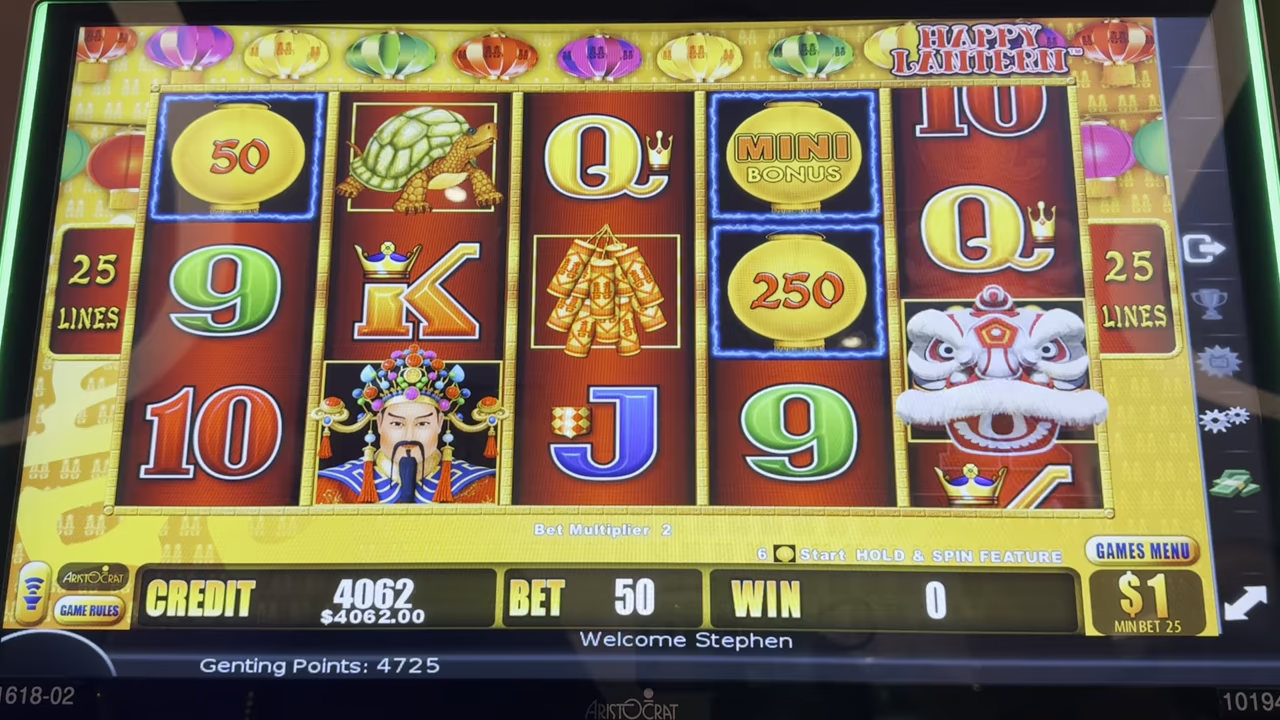 HAPPY
LANTERN™
50
Q
MINI
BONUS
10
25
LINES
9
K
250
Q
25
LINES
10
J
9
K
Bet Multiplier 2
6 Start HOLD & SPIN FEATURE
GAMES MENU
ARISTOCRAT
GAME RULES
CREDIT 4062
$4062.00
BET 50
WIN 0
$1
MIN BET 25
Welcome Stephen
Genting Points: 4725
1618-02
ARISTOCRAT
10194